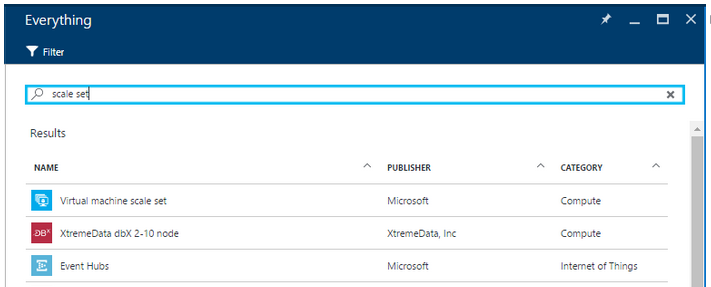 Everything
Filter
scale set
Results
NAME PUBLISHER CATEGORY
Virtual machine scale set Microsoft Compute
DBX XtremeData dbX 2-10 node XtremeData, Inc Compute
Event Hubs Microsoft Internet of Things